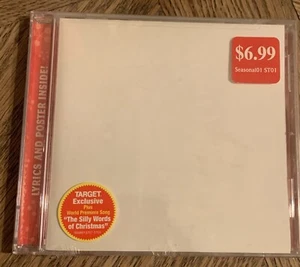 LYRICS AND POSTER INSIDE!
$6.99
Seasonal01 ST01
TARGET
Exclusive
Plus
World Premiere Song
"The Silly Words
of Christmas"